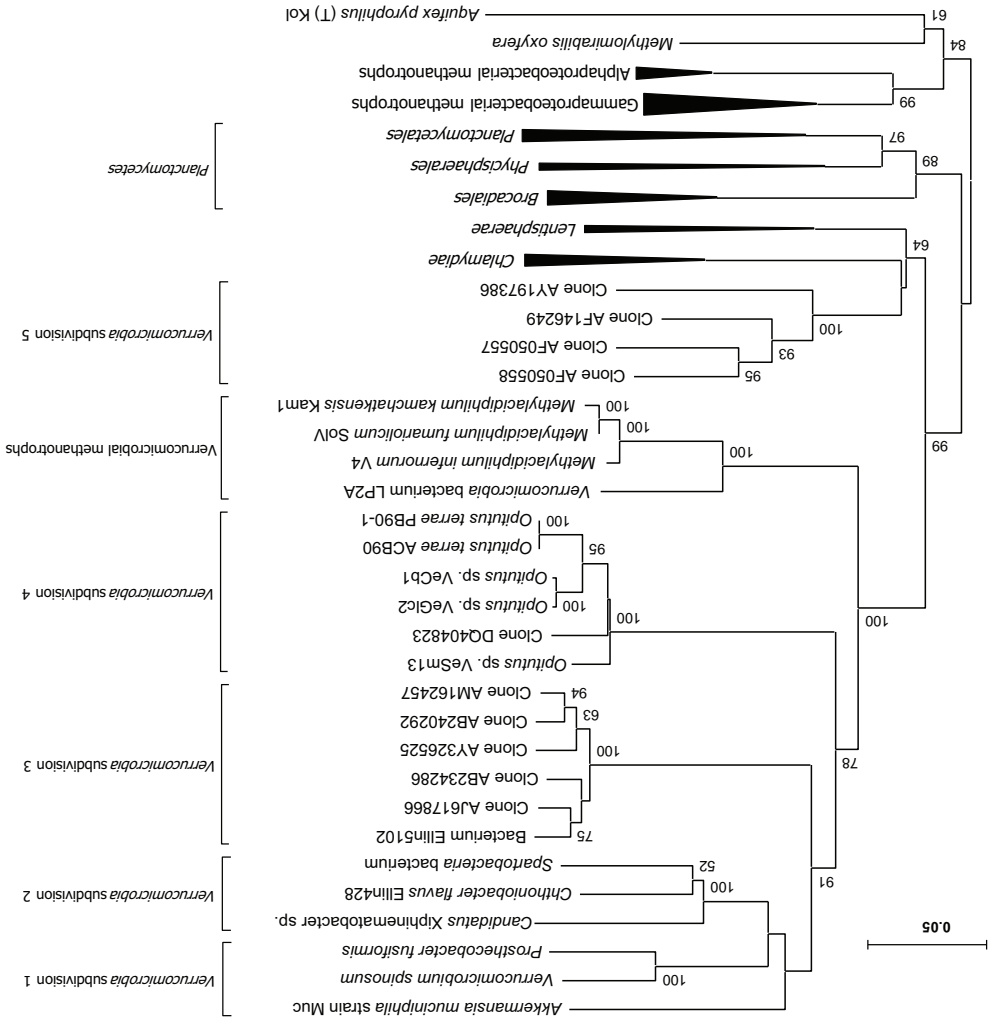 Akkermansia muciniphila strain Muc
100
Verrucomicrobium spinosum
Prosthecobacter fusiformis
Verrucomicrobia subdivision 1
0.05
Candidatus Xiphinematobacter sp.
91
100
Chthoniobacter flavus Ellin428
52
Spartobacteria bacterium
Verrucomicrobia subdivision 2
75
Bacterium Ellin5102
Clone AJ617866
Clone AB234286
78
100
Clone AY326525
63
Clone AB240292
94
Clone AM162457
Verrucomicrobia subdivision 3
Opitutus sp. VeSm13
100
100
Clone DQ404823
100
Opitutus sp. VeGlc2
Opitutus sp. VeCb1
95
Opitutus terrae ACB90
100
Opitutus terrae PB90-1
Verrucomicrobia subdivision 4
Verrucomicrobia bacterium LP2A
100
Methylacidiphilum infernorum V4
99
100
Methylacidiphilum fumariolicum SolV
100
Methylacidiphilum kamchatkensis Kam1
Verrucomicrobial methanotrophs
95
Clone AF050558
93
Clone AF050557
100
Clone AF146249
Clone AY197386
Verrucomicrobia subdivision 5
Chlamydiae
64
Lentisphaerae
Brocadiales
89
Phycisphaerales
97
Planctomycetales
Planctomycetes
99
Gammaproteobacterial methanotrophs
Alphaproteobacterial methanotrophs
84
Methylomirabilis oxyfera
61
Aquifex pyrophilus (T) Kol